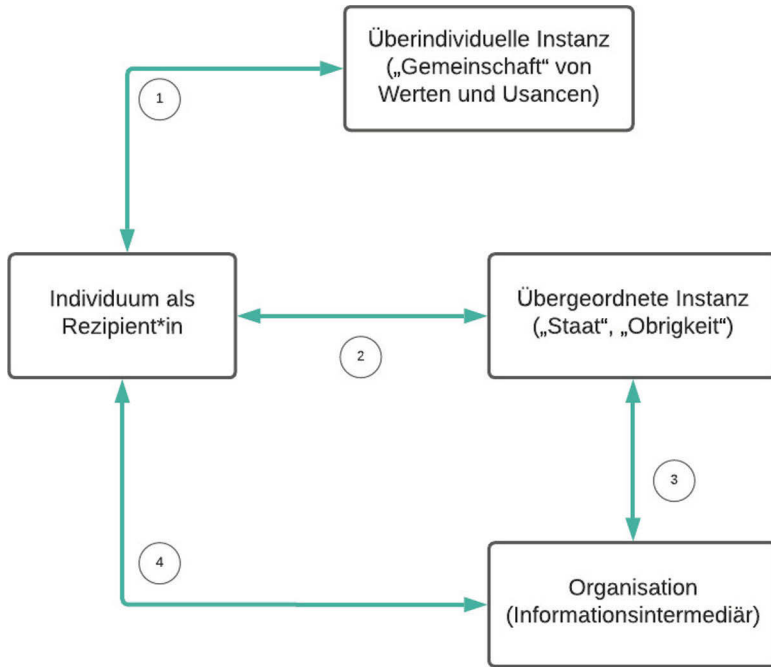 Überindividuelle Instanz
(„Gemeinschaft“ von
Werten und Usancen)
1
Individuum als
Rezipient*in
Übergeordnete Instanz
(„Staat“, „Obrigkeit“)
2
3
4
Organisation
(Informationsintermediär)